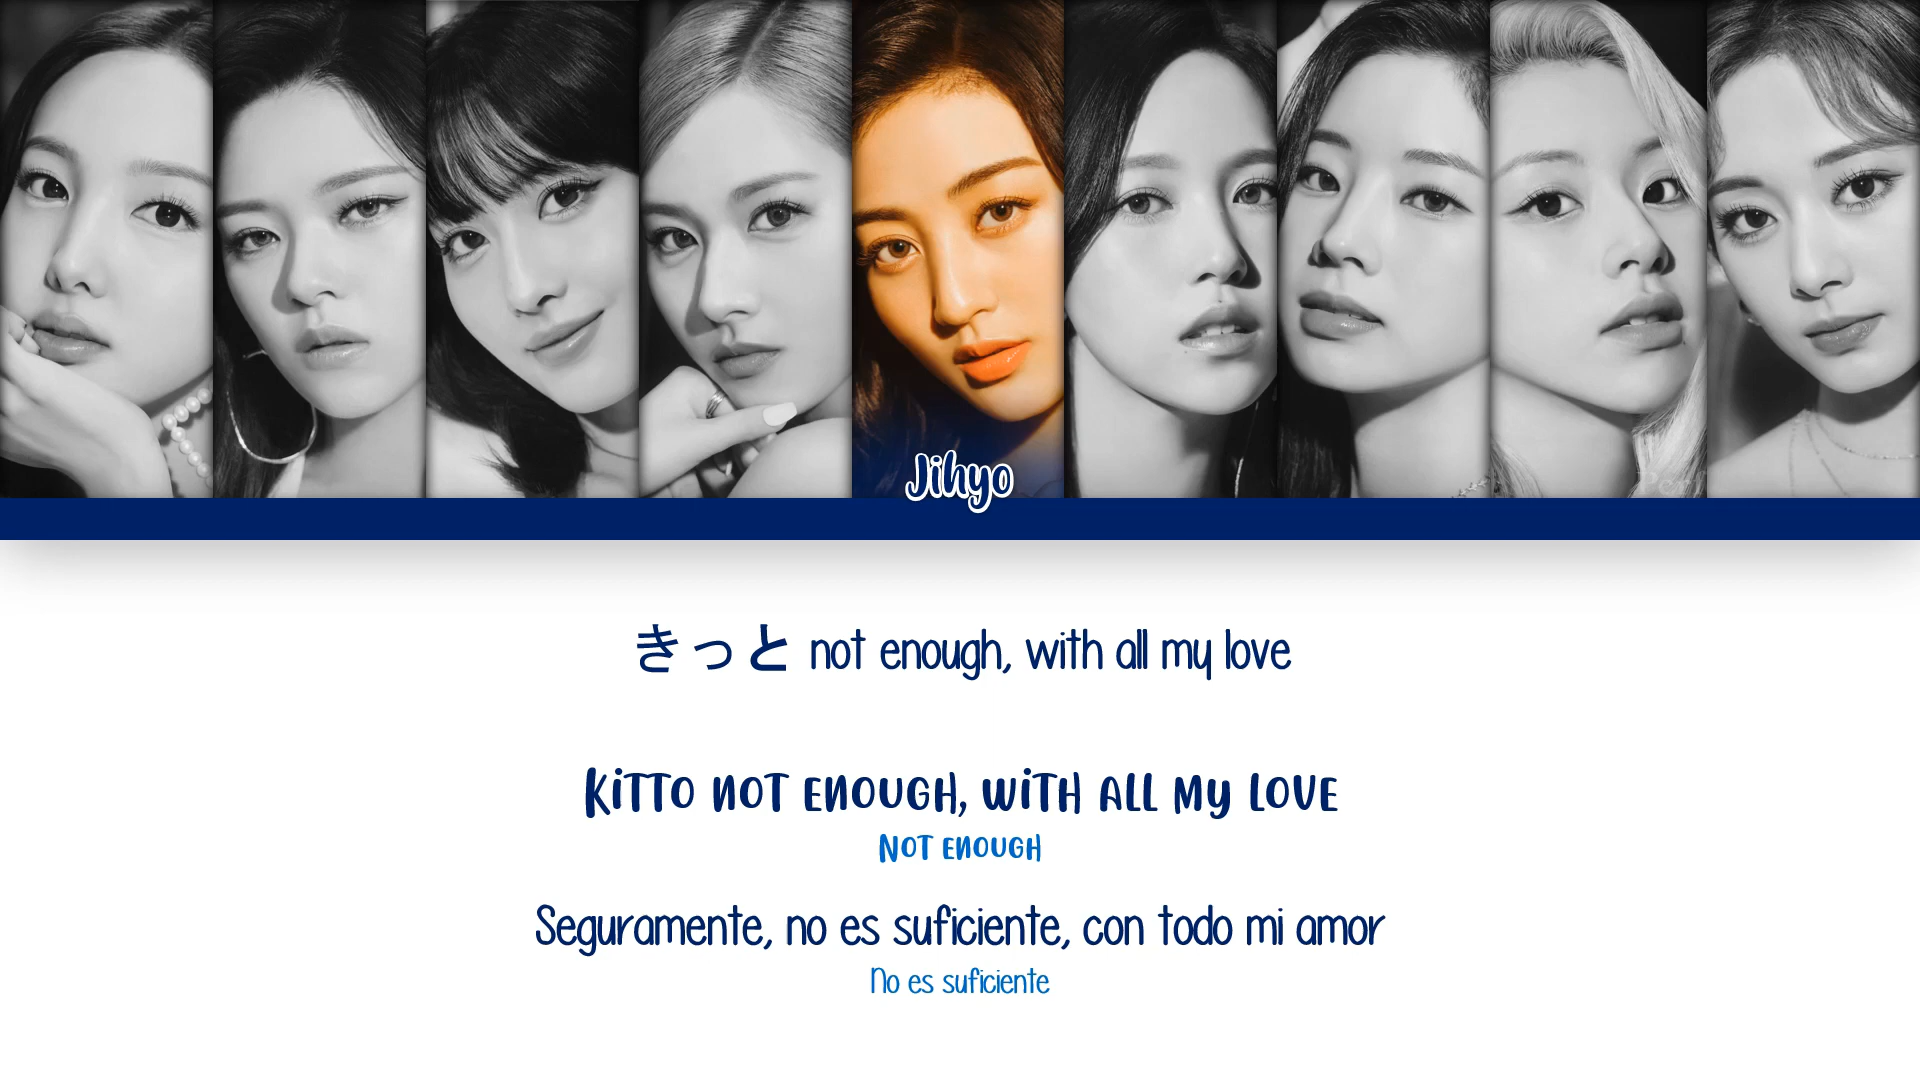 Jihyo
きっと not enough, with all my love
Kitto not enough, with all my love
Not enough
Seguramente, no es suficiente, con todo mi amor
No es suficiente